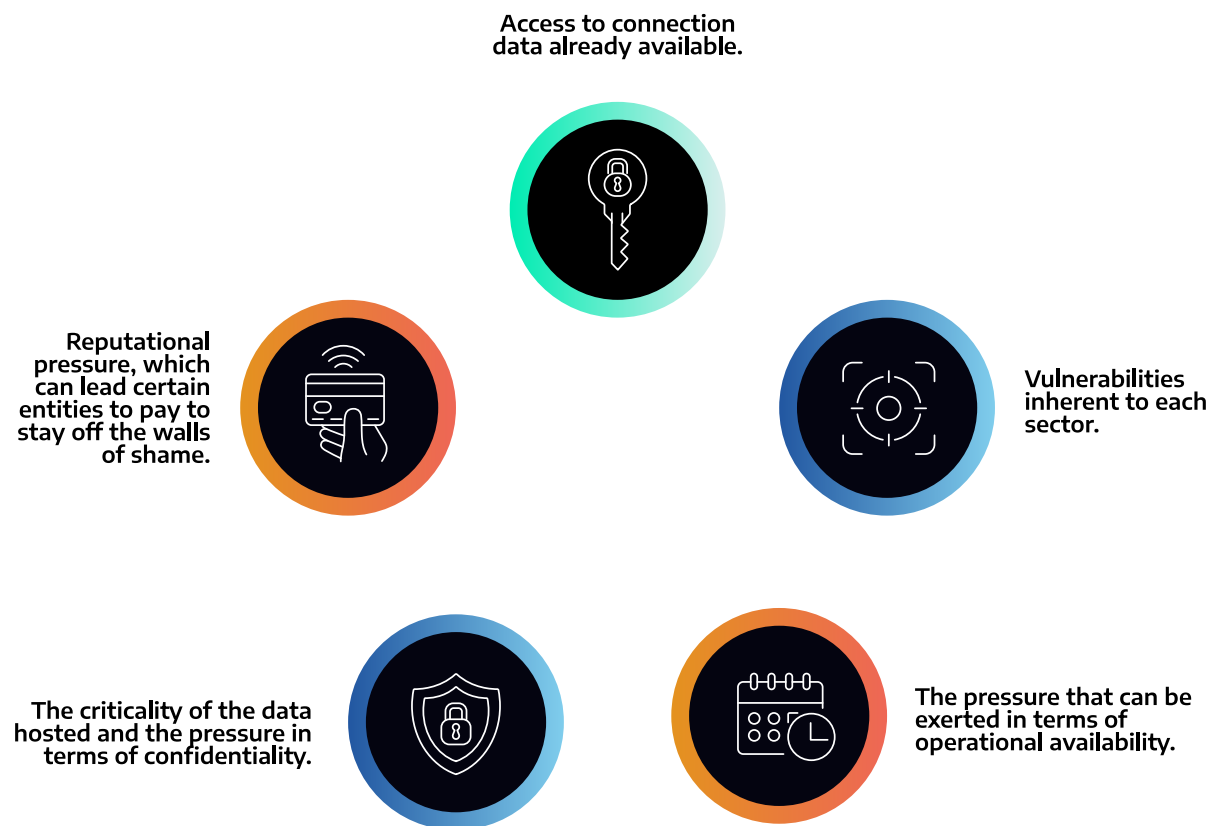 Access to connection
data already available.
Reputational
pressure, which
can lead certain
entities to pay to
stay off the walls
of shame.
Vulnerabilities
inherent to each
sector.
The criticality of the data
hosted and the pressure in
terms of confidentiality.
The pressure that can be
exerted in terms of
operational availability.